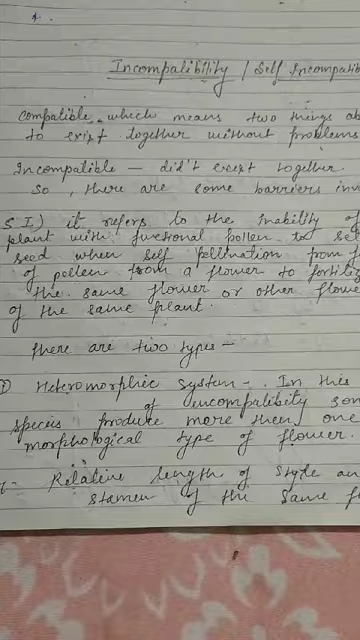 Incompatibility / Self Incompatib
compatible - which means two things ab
to exist together without problems
Incompatible - did't exist together.
So, there are some barriers inv
S.I.) it refers to the inability of
plant with functional pollen to se
seed when self pollination from f
of pollen from a flower to fertiliz
the same flower or other flowe
of the same plant.
there are two types -
Heteromorphic System - In this
of incompatibity som
species produce more then one
morphological type of flower.
Relative length of style an
stamen of the same f